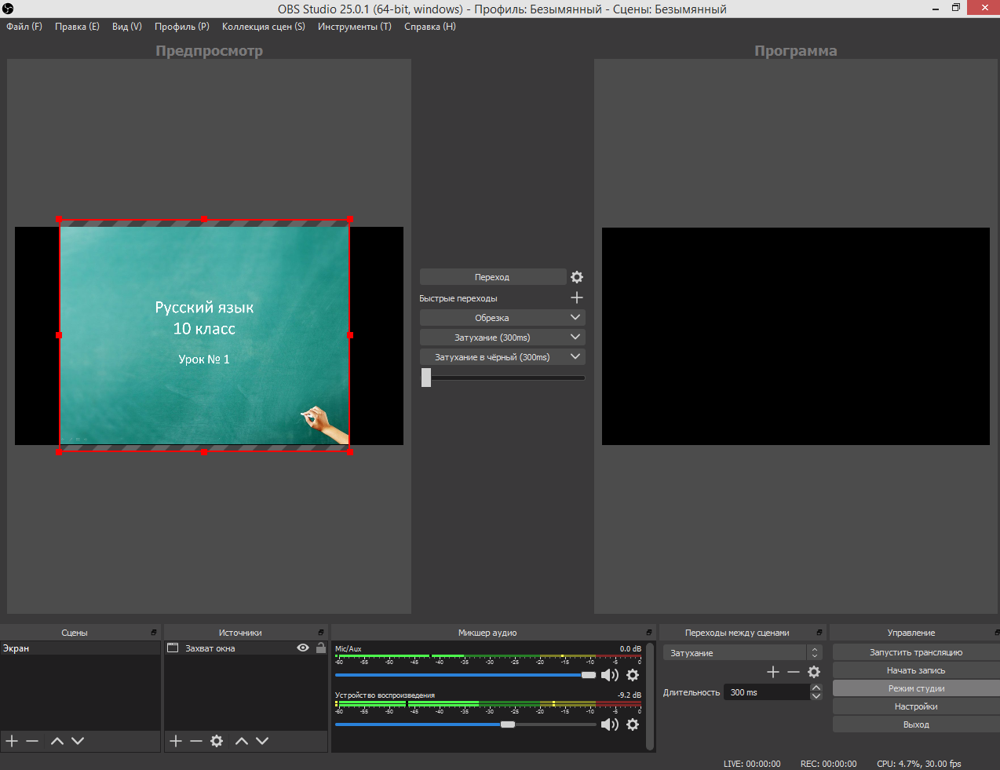 OBS Studio 25.0.1 (64-bit, windows) - Профиль: Безымянный - Сцены: Безымянный
Файл (F) Правка (E) Вид (V) Профиль (P) Коллекция сцен (S) Инструменты (T) Справка (H)
Предпросмотр
Программа
Русский язык
10 класс
Урок № 1
Переход
Быстрые переходы
Обрезка
Затухание (300ms)
Затухание в чёрный (300ms)
Сцены
Экран
Источники
Захват окна
Микшер аудио
Mic/Aux 0.0 dB
-60 -55 -50 -45 -40 -35 -30 -25 -20 -15 -10 -5 0
Устройство воспроизведения -9.2 dB
-60 -55 -50 -45 -40 -35 -30 -25 -20 -15 -10 -5 0
Переходы между сценами
Затухание
Длительность 300 ms
Управление
Запустить трансляцию
Начать запись
Режим студии
Настройки
Выход
LIVE: 00:00:00 REC: 00:00:00 CPU: 4.7%, 30.00 fps